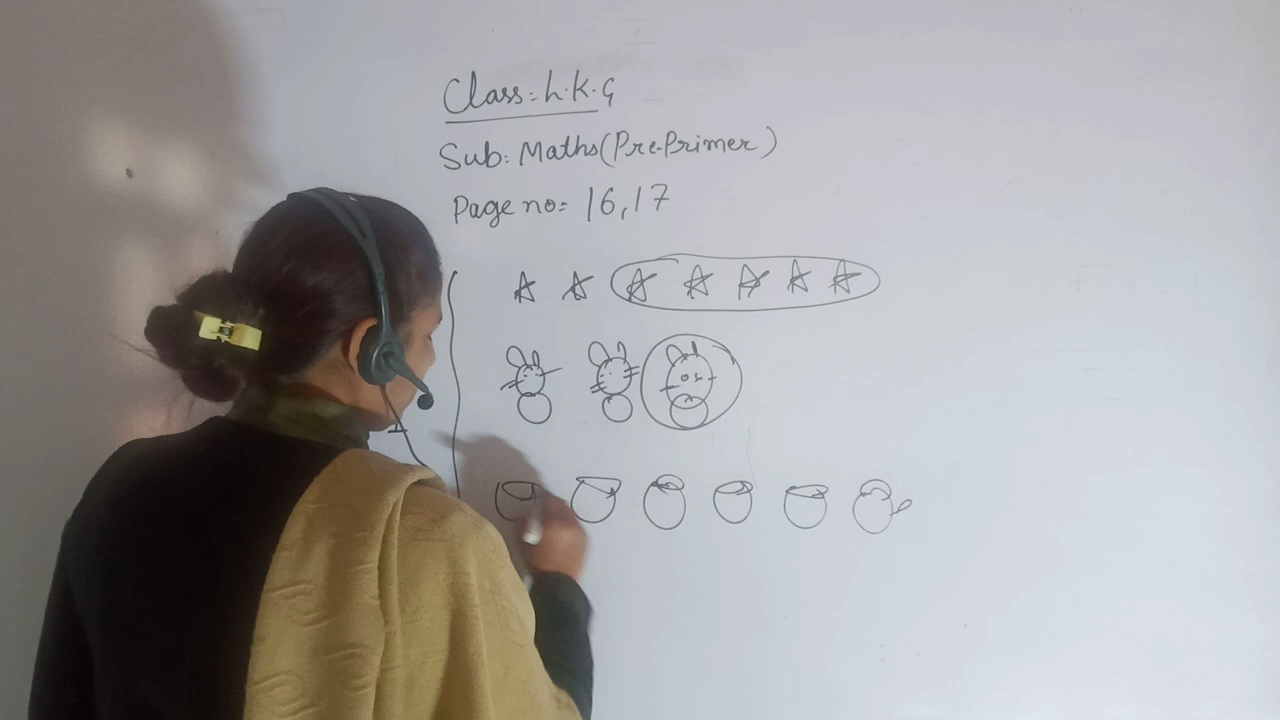 Class:- L.K.G
Sub: Maths(Pre-Primer)
Page no= 16,17